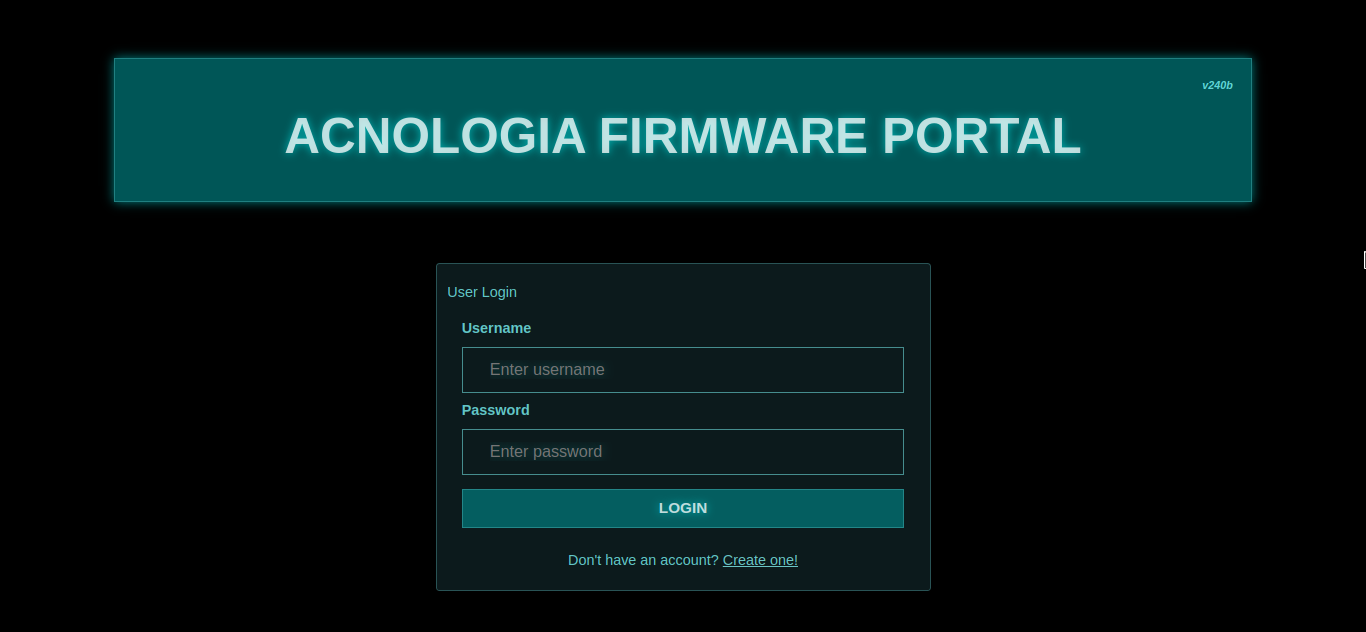 v240b
ACNOLOGIA FIRMWARE PORTAL
User Login
Username
Enter username
Password
Enter password
LOGIN
Don't have an account? Create one!